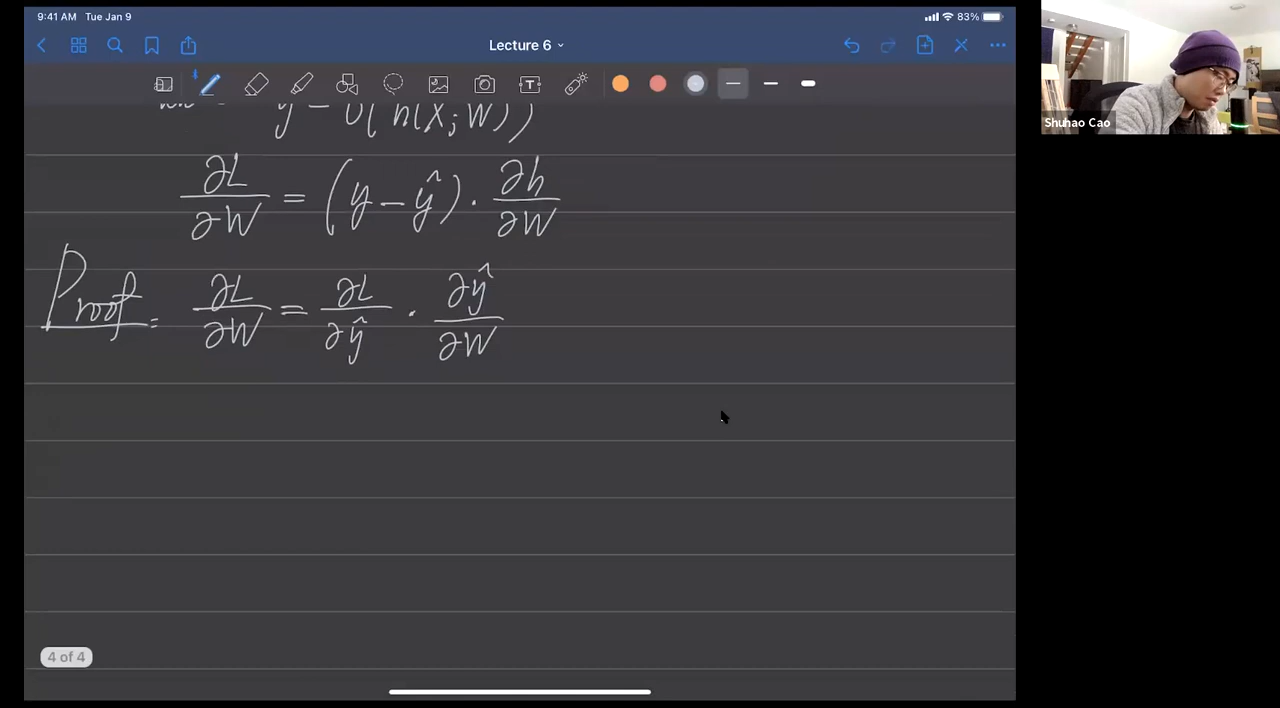 9:41 AM Tue Jan 9
83%
Lecture 6
T
Shuhao Cao
ŷ = σ(h(X; W))
∂L/∂W = (y − ŷ) · ∂h/∂W
Proof: ∂L/∂W = ∂L/∂ŷ · ∂ŷ/∂W
4 of 4